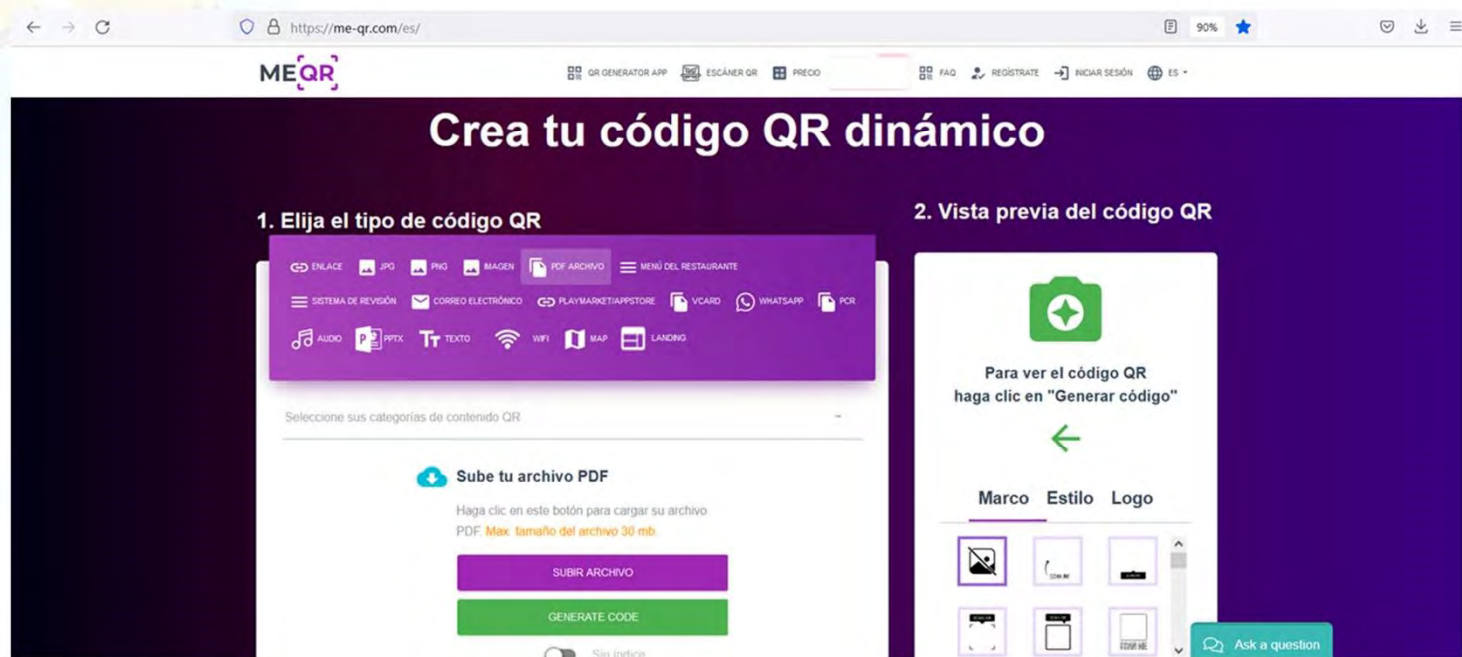 https://me-qr.com/es/
90%
MEQR
QR GENERATOR APP ESCÁNER QR PRECIO FAQ REGÍSTRATE INICIAR SESIÓN ES
Crea tu código QR dinámico
1. Elija el tipo de código QR
ENLACE JPG PNG IMAGEN PDF ARCHIVO MENÚ DEL RESTAURANTE
SISTEMA DE REVISIÓN CORREO ELECTRÓNICO PLAYMARKET/APPSTORE VCARD WHATSAPP PCR
AUDIO PPTX TEXTO WIFI MAP LANDING
Seleccione sus categorías de contenido QR
Sube tu archivo PDF
Haga clic en este botón para cargar su archivo
PDF. Max. tamaño del archivo 30 mb.
SUBIR ARCHIVO
GENERATE CODE
Sin índice
2. Vista previa del código QR
Para ver el código QR
haga clic en "Generar código"
Marco Estilo Logo
Ask a question